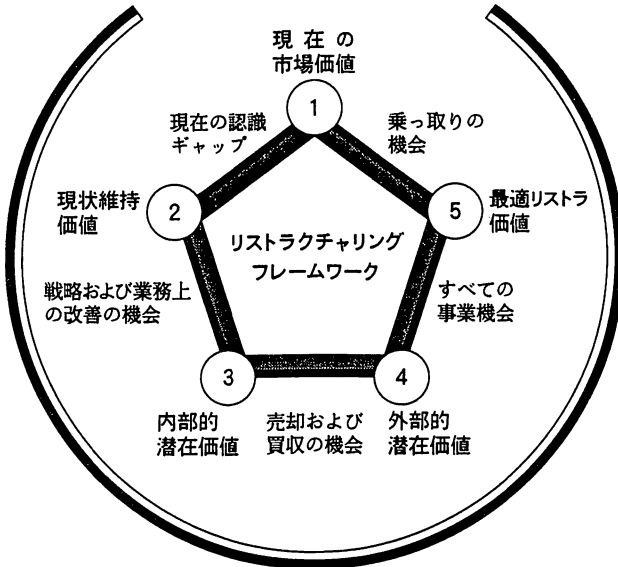 現在の
市場価値
1
現在の認識
ギャップ
乗っ取りの
機会
現状維持
価値
2
5
最適リストラ
価値
リストラクチャリング
フレームワーク
戦略および業務上
の改善の機会
すべての
事業機会
3
4
内部的
潜在価値
売却および
買収の機会
外部的
潜在価値